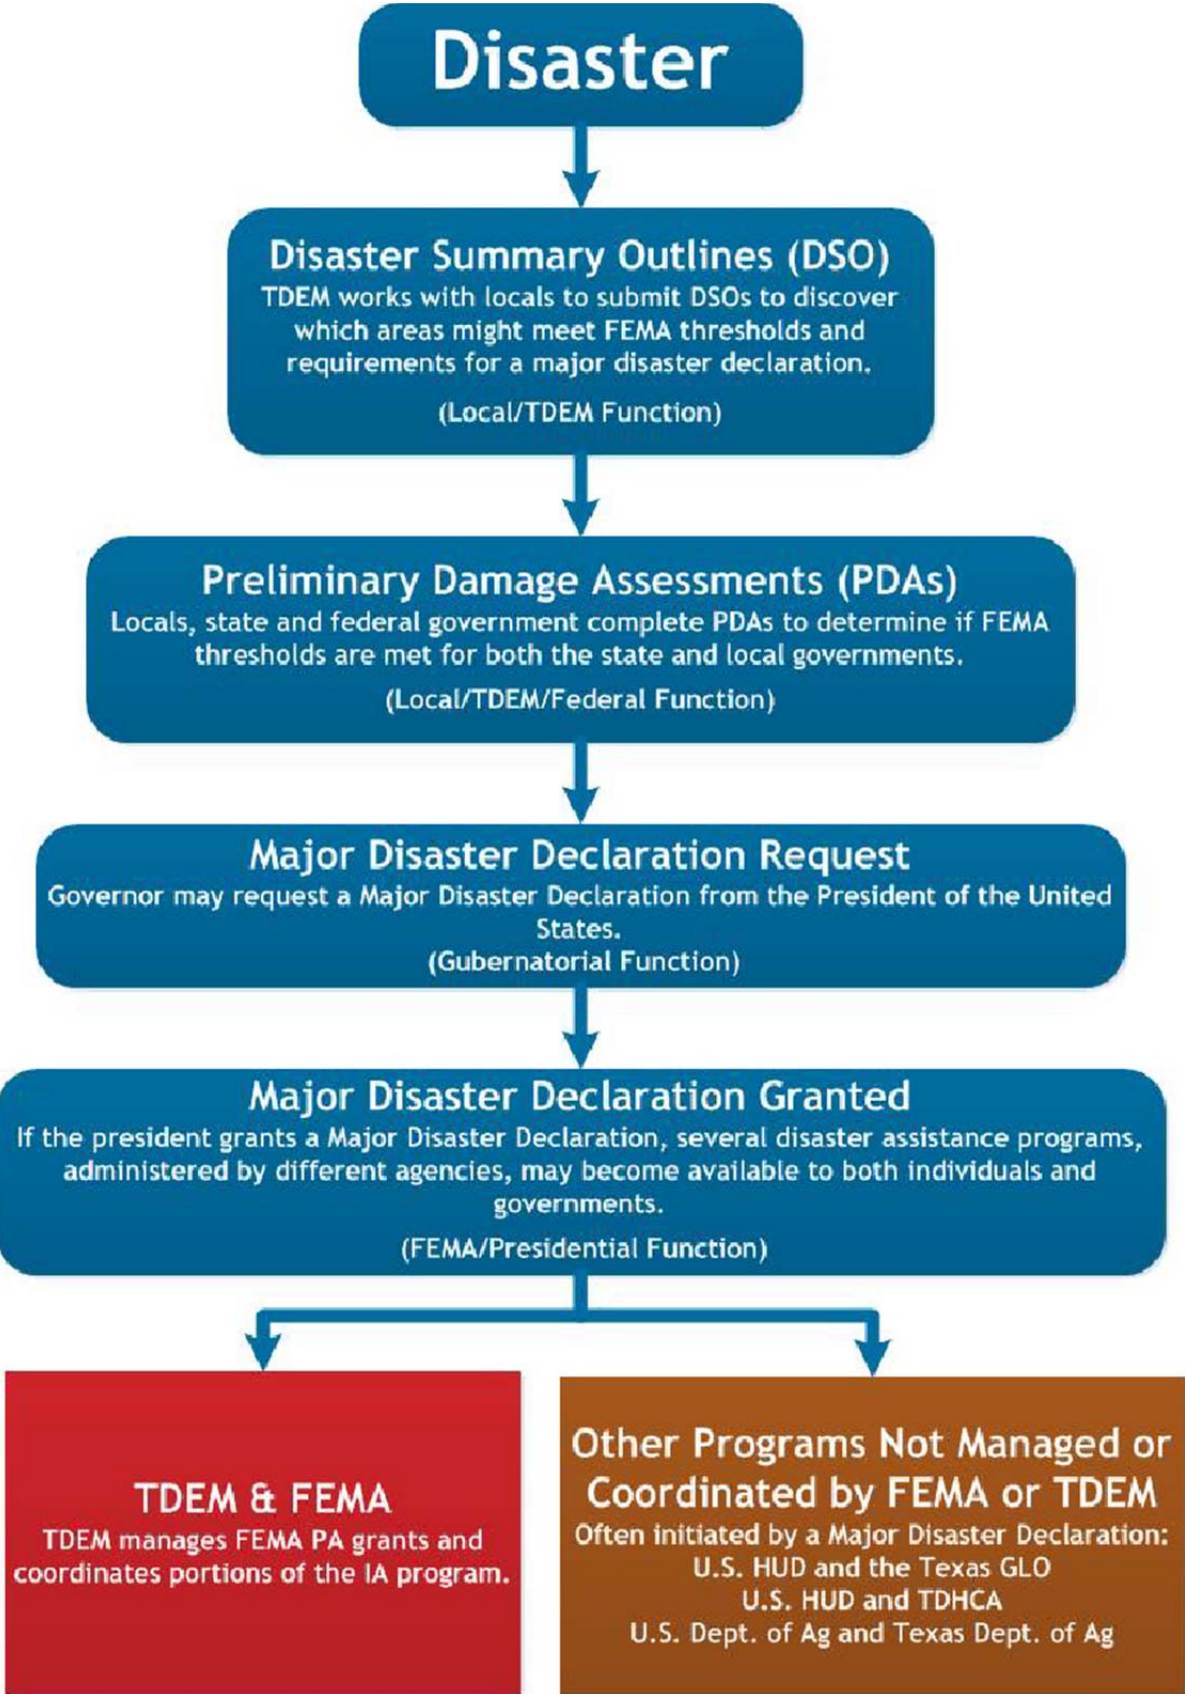 Disaster
Disaster Summary Outlines (DSO)
TDEM works with locals to submit DSOs to discover
which areas might meet FEMA thresholds and
requirements for a major disaster declaration.
(Local/TDEM Function)
Preliminary Damage Assessments (PDAs)
Locals, state and federal government complete PDAs to determine if FEMA
thresholds are met for both the state and local governments.
(Local/TDEM/Federal Function)
Major Disaster Declaration Request
Governor may request a Major Disaster Declaration from the President of the United
States.
(Gubernatorial Function)
Major Disaster Declaration Granted
If the president grants a Major Disaster Declaration, several disaster assistance programs,
administered by different agencies, may become available to both individuals and
governments.
(FEMA/Presidential Function)
TDEM & FEMA
TDEM manages FEMA PA grants and
coordinates portions of the IA program.
Other Programs Not Managed or
Coordinated by FEMA or TDEM
Often initiated by a Major Disaster Declaration:
U.S. HUD and the Texas GLO
U.S. HUD and TDHCA
U.S. Dept. of Ag and Texas Dept. of Ag